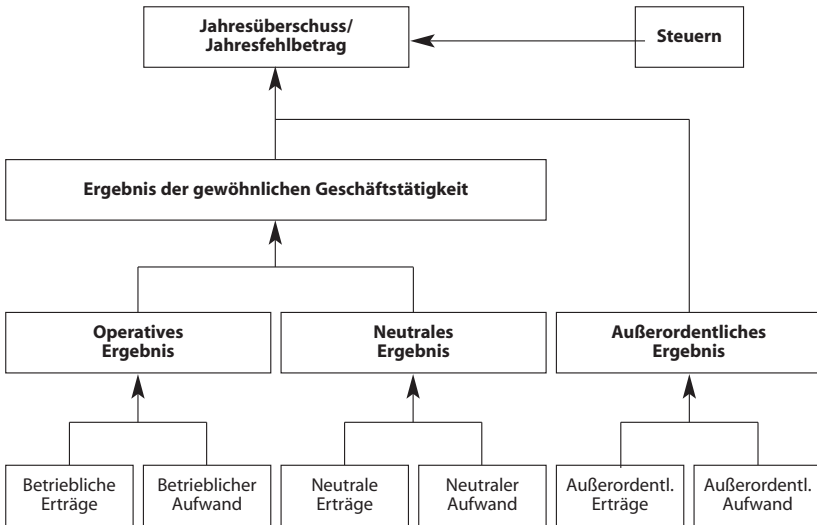 Jahresüberschuss/
Jahresfehlbetrag
Steuern
Ergebnis der gewöhnlichen Geschäftstätigkeit
Operatives
Ergebnis
Neutrales
Ergebnis
Außerordentliches
Ergebnis
Betriebliche
Erträge
Betrieblicher
Aufwand
Neutrale
Erträge
Neutraler
Aufwand
Außerordentl.
Erträge
Außerordentl.
Aufwand